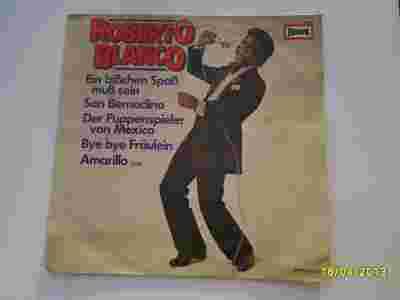 ROBERTO
BLANCO
Europa
Ein bißchen Spaß
muß sein
San Bernadino
Der Puppenspieler
von Mexico
Bye bye Fräulein
Amarillo
18/04/2013